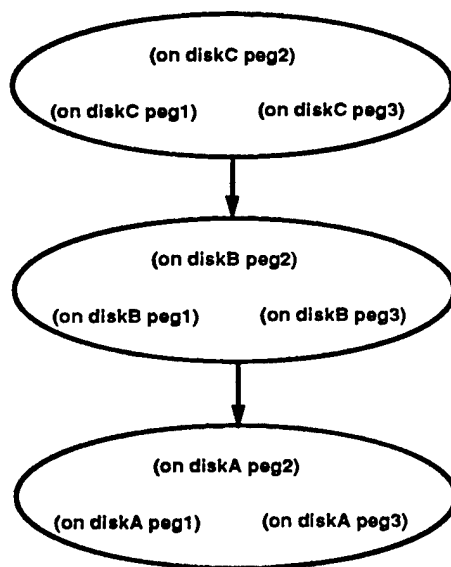 (on diskC peg2)
(on diskC peg1) (on diskC peg3)
(on diskB peg2)
(on diskB peg1) (on diskB peg3)
(on diskA peg2)
(on diskA peg1) (on diskA peg3)